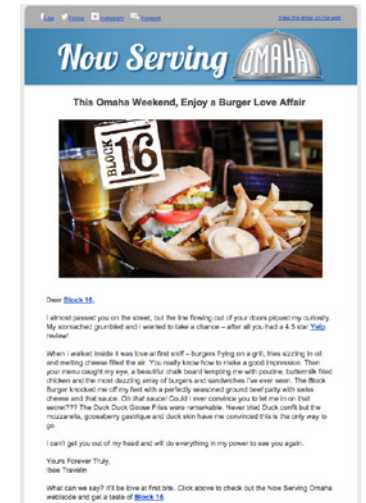 Like Follow Instagram Forward View this email on the web
Now Serving OMAHA
This Omaha Weekend, Enjoy a Burger Love Affair
BLOCK 16
Dear Block 16,
I almost passed you on the street, but the line flowing out of your doors piqued my curiosity.
My stomached grumbled and I wanted to take a chance – after all you had a 4.5 star Yelp
review!
When I walked inside it was love at first sniff – burgers frying on a grill, fries sizzling in oil
and melting cheese filled the air. You really know how to make a good impression. Then
your menu caught my eye, a beautiful chalk board tempting me with poutine, buttermilk fried
chicken and the most dazzling array of burgers and sandwiches I've ever seen. The Block
Burger knocked me off my feet with a perfectly seasoned ground beef patty with swiss
cheese and that sauce. Oh that sauce! Could I ever convince you to let me in on that
secret??? The Duck Duck Goose Fries were remarkable. Never tried Duck confit but the
mozzarella, gooseberry gastrique and duck skin have me convinced this is the only way to
go.
I can't get you out of my head and will do everything in my power to see you again.
Yours Forever Truly,
Ibee Travelin
What can we say? It'll be love at first bite. Click above to check out the Now Serving Omaha
webisode and get a taste of Block 16.